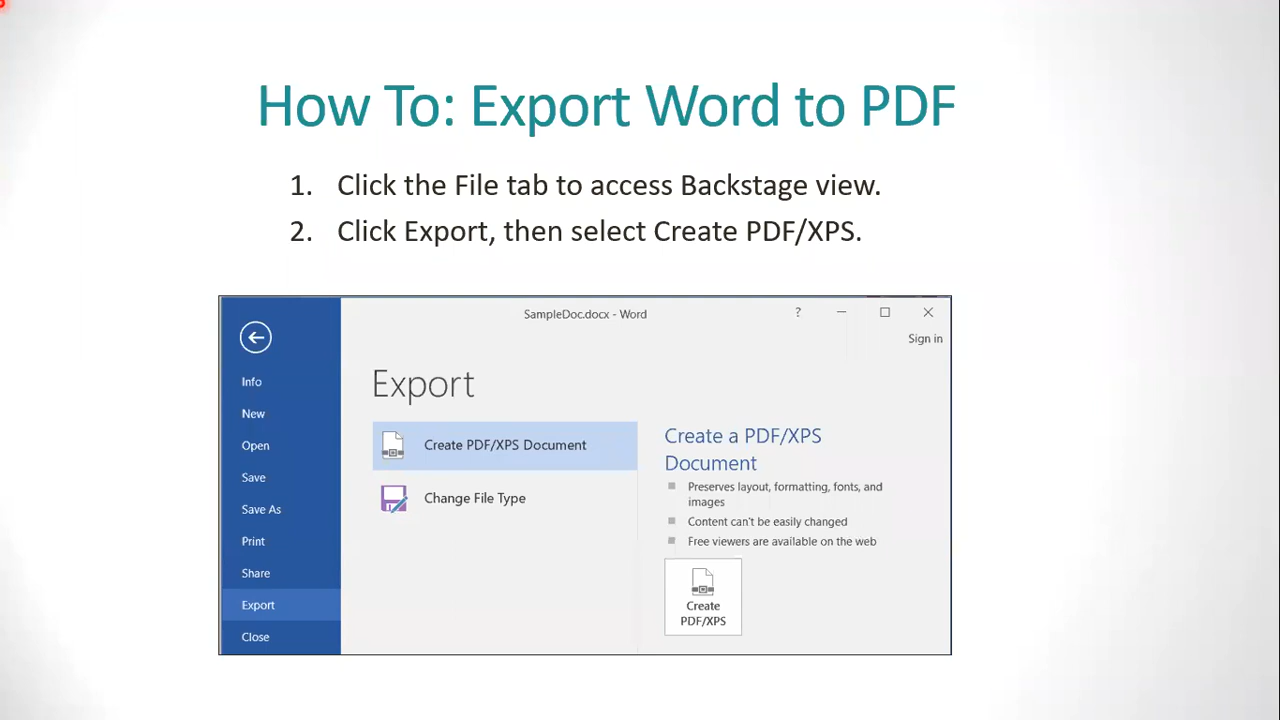 How To: Export Word to PDF
1. Click the File tab to access Backstage view.
2. Click Export, then select Create PDF/XPS.
SampleDoc.docx - Word
?
Sign in
Info
New
Open
Save
Save As
Print
Share
Export
Close
Export
Create PDF/XPS Document
Change File Type
Create a PDF/XPS
Document
Preserves layout, formatting, fonts, and
images
Content can't be easily changed
Free viewers are available on the web
Create
PDF/XPS